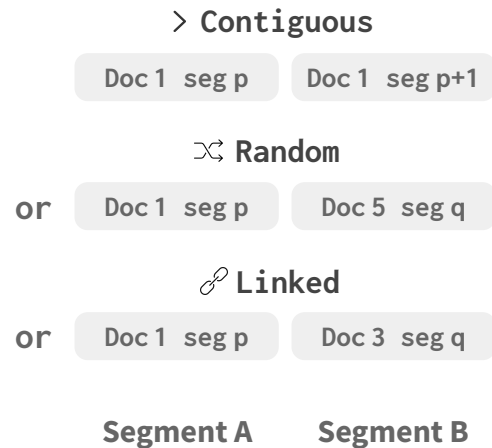 Contiguous
Doc 1 seg p Doc 1 seg p+1
Random
or Doc 1 seg p Doc 5 seg q
Linked
or Doc 1 seg p Doc 3 seg q
Segment A Segment B